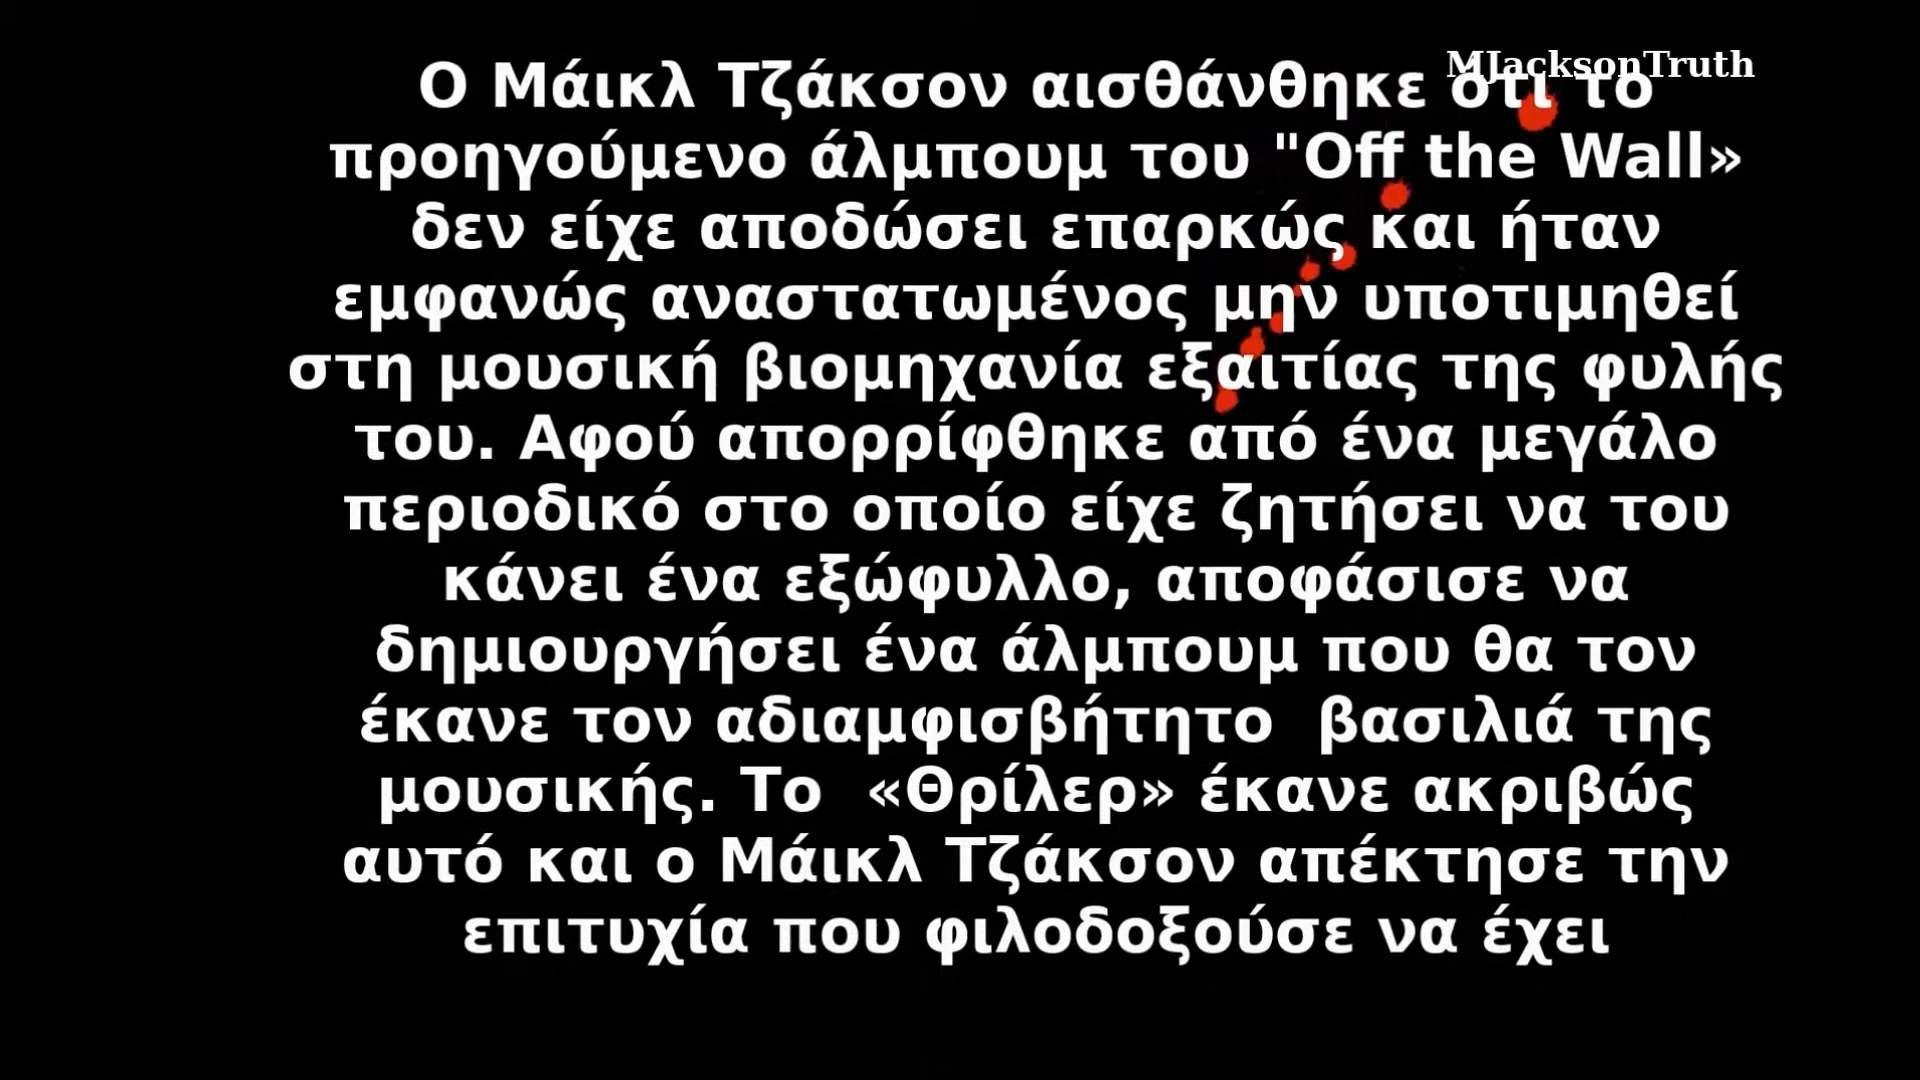 MJacksonTruth
Ο Μάικλ Τζάκσον αισθάνθηκε ότι το
προηγούμενο άλμπουμ του "Off the Wall»
δεν είχε αποδώσει επαρκώς και ήταν
εμφανώς αναστατωμένος μην υποτιμηθεί
στη μουσική βιομηχανία εξαιτίας της φυλής
του. Αφού απορρίφθηκε από ένα μεγάλο
περιοδικό στο οποίο είχε ζητήσει να του
κάνει ένα εξώφυλλο, αποφάσισε να
δημιουργήσει ένα άλμπουμ που θα τον
έκανε τον αδιαμφισβήτητο  βασιλιά της
μουσικής. Το  «Θρίλερ» έκανε ακριβώς
αυτό και ο Μάικλ Τζάκσον απέκτησε την
επιτυχία που φιλοδοξούσε να έχει